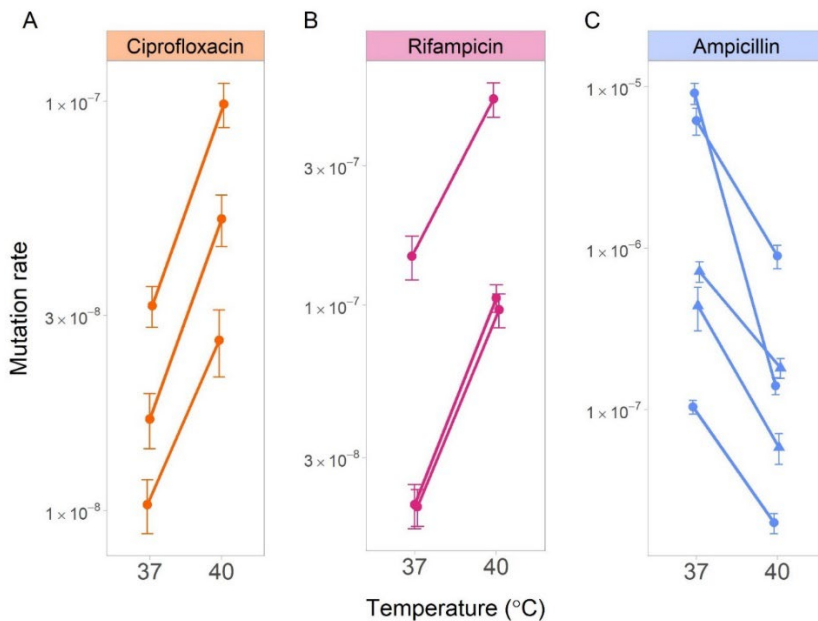 A
Ciprofloxacin
1 × 10⁻⁷
3 × 10⁻⁸
1 × 10⁻⁸
37 40
B
Rifampicin
3 × 10⁻⁷
1 × 10⁻⁷
3 × 10⁻⁸
37 40
C
Ampicillin
1 × 10⁻⁵
1 × 10⁻⁶
1 × 10⁻⁷
37 40
Mutation rate
Temperature (°C)